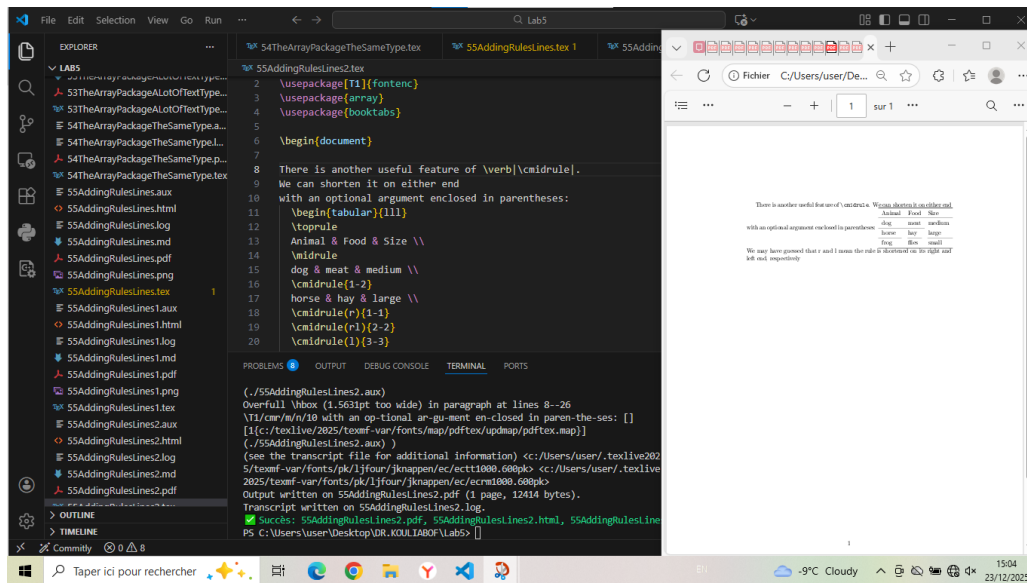 File Edit Selection View Go Run ... Lab5
EXPLORER ...
LAB5
53TheArrayPackageALotOfTextType...
53TheArrayPackageALotOfTextType...
54TheArrayPackageTheSameType.a...
54TheArrayPackageTheSameType.l...
54TheArrayPackageTheSameType.p...
54TheArrayPackageTheSameType.tex
55AddingRulesLines.aux
55AddingRulesLines.html
55AddingRulesLines.log
55AddingRulesLines.md
55AddingRulesLines.pdf
55AddingRulesLines.png
55AddingRulesLines.tex 1
55AddingRulesLines1.aux
55AddingRulesLines1.html
55AddingRulesLines1.log
55AddingRulesLines1.md
55AddingRulesLines1.pdf
55AddingRulesLines1.png
55AddingRulesLines1.tex
55AddingRulesLines2.aux
55AddingRulesLines2.html
55AddingRulesLines2.log
55AddingRulesLines2.md
55AddingRulesLines2.pdf
OUTLINE
TIMELINE
54TheArrayPackageTheSameType.tex 55AddingRulesLines.tex 1 55Adding
55AddingRulesLines2.tex
2 \usepackage[T1]{fontenc}
3 \usepackage{array}
4 \usepackage{booktabs}
5
6 \begin{document}
7
8 There is another useful feature of \verb|\cmidrule|.
9 We can shorten it on either end
10 with an optional argument enclosed in parentheses:
11 \begin{tabular}{lll}
12 \toprule
13 Animal & Food & Size \\
14 \midrule
15 dog & meat & medium \\
16 \cmidrule{1-2}
17 horse & hay & large \\
18 \cmidrule(r){1-1}
19 \cmidrule(rl){2-2}
20 \cmidrule(l){3-3}
PROBLEMS 8 OUTPUT DEBUG CONSOLE TERMINAL PORTS
(./55AddingRulesLines2.aux)
Overfull \hbox (1.5631pt too wide) in paragraph at lines 8--26
\T1/cmr/m/n/10 with an op-tional ar-gu-ment en-closed in paren-the-ses: []
[1{c:/texlive/2025/texmf-var/fonts/map/pdftex/updmap/pdftex.map}]
(./55AddingRulesLines2.aux) )
(see the transcript file for additional information) <c:/Users/user/.texlive202
5/texmf-var/fonts/pk/ljfour/jknappen/ec/ectt1000.600pk> <c:/Users/user/.texlive
2025/texmf-var/fonts/pk/ljfour/jknappen/ec/ecrm1000.600pk>
Output written on 55AddingRulesLines2.pdf (1 page, 12414 bytes).
Transcript written on 55AddingRulesLines2.log.
Succès: 55AddingRulesLines2.pdf, 55AddingRulesLines2.html, 55AddingRulesLine
PS C:\Users\user\Desktop\DR.KOULIABOF\Lab5>
Commitly 0 8
Fichier C:/Users/user/De...
1 sur 1
There is another useful feature of \cmidrule. We can shorten it on either end
Animal Food Size
dog meat medium
with an optional argument enclosed in parentheses:
horse hay large
frog flies small
We may have guessed that r and l mean the rule is shortened on its right and
left end, respectively
1
Taper ici pour rechercher
EN
-9°C Cloudy
15:04
23/12/2025